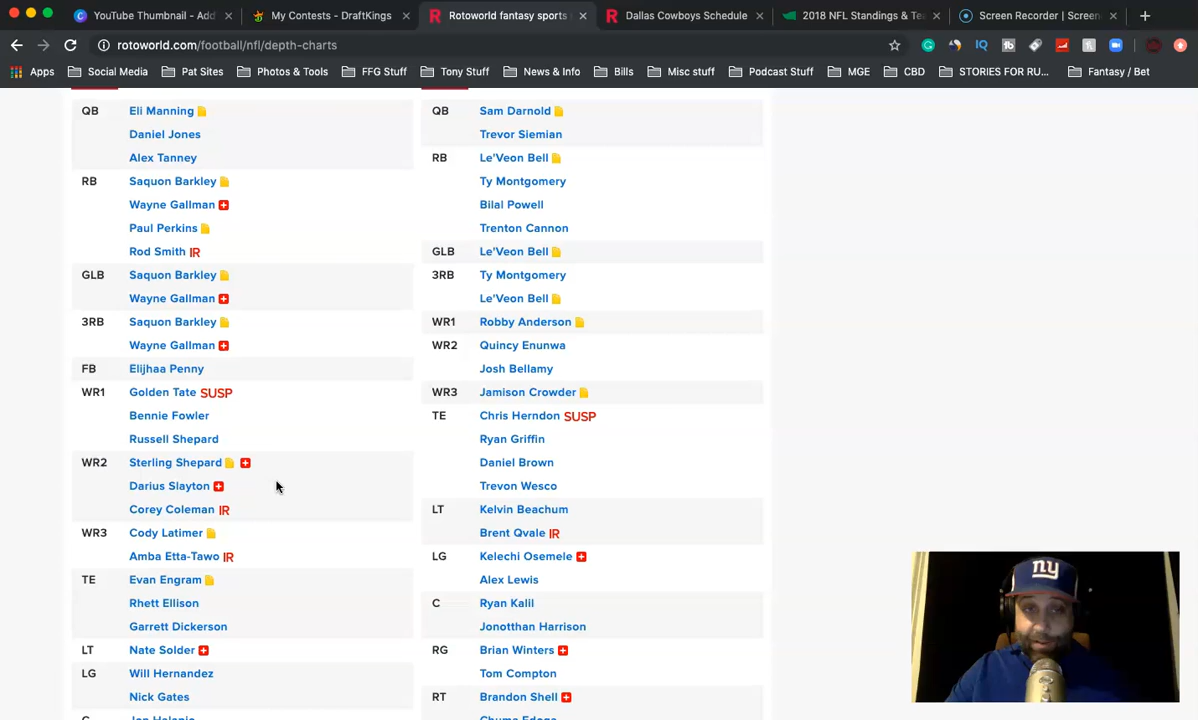 YouTube Thumbnail - Add
My Contests - DraftKings
Rotoworld fantasy sports
Dallas Cowboys Schedule
2018 NFL Standings & Te
Screen Recorder | Screen
rotoworld.com/football/nfl/depth-charts
Apps Social Media Pat Sites Photos & Tools FFG Stuff Tony Stuff News & Info Bills Misc stuff Podcast Stuff MGE CBD STORIES FOR RU... Fantasy / Bet
QB Eli Manning
Daniel Jones
Alex Tanney
RB Saquon Barkley
Wayne Gallman
Paul Perkins
Rod Smith IR
GLB Saquon Barkley
Wayne Gallman
3RB Saquon Barkley
Wayne Gallman
FB Elijhaa Penny
WR1 Golden Tate SUSP
Bennie Fowler
Russell Shepard
WR2 Sterling Shepard
Darius Slayton
Corey Coleman IR
WR3 Cody Latimer
Amba Etta-Tawo IR
TE Evan Engram
Rhett Ellison
Garrett Dickerson
LT Nate Solder
LG Will Hernandez
Nick Gates
QB Sam Darnold
Trevor Siemian
RB Le'Veon Bell
Ty Montgomery
Bilal Powell
Trenton Cannon
GLB Le'Veon Bell
3RB Ty Montgomery
Le'Veon Bell
WR1 Robby Anderson
WR2 Quincy Enunwa
Josh Bellamy
WR3 Jamison Crowder
TE Chris Herndon SUSP
Ryan Griffin
Daniel Brown
Trevon Wesco
LT Kelvin Beachum
Brent Qvale IR
LG Kelechi Osemele
Alex Lewis
C Ryan Kalil
Jonotthan Harrison
RG Brian Winters
Tom Compton
RT Brandon Shell
ny